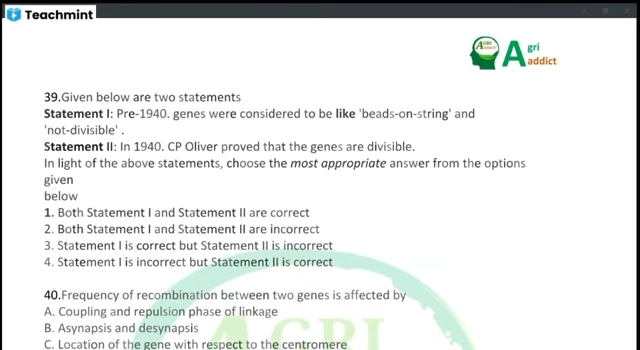 Teachmint
AGRI
ADDICT
Agri
addict
39.Given below are two statements
Statement I: Pre-1940. genes were considered to be like 'beads-on-string' and
'not-divisible' .
Statement II: In 1940. CP Oliver proved that the genes are divisible.
In light of the above statements, choose the most appropriate answer from the options
given
below
1. Both Statement I and Statement II are correct
2. Both Statement I and Statement II are incorrect
3. Statement I is correct but Statement II is incorrect
4. Statement I is incorrect but Statement II is correct
40.Frequency of recombination between two genes is affected by
A. Coupling and repulsion phase of linkage
B. Asynapsis and desynapsis
C. Location of the gene with respect to the centromere
AGRI